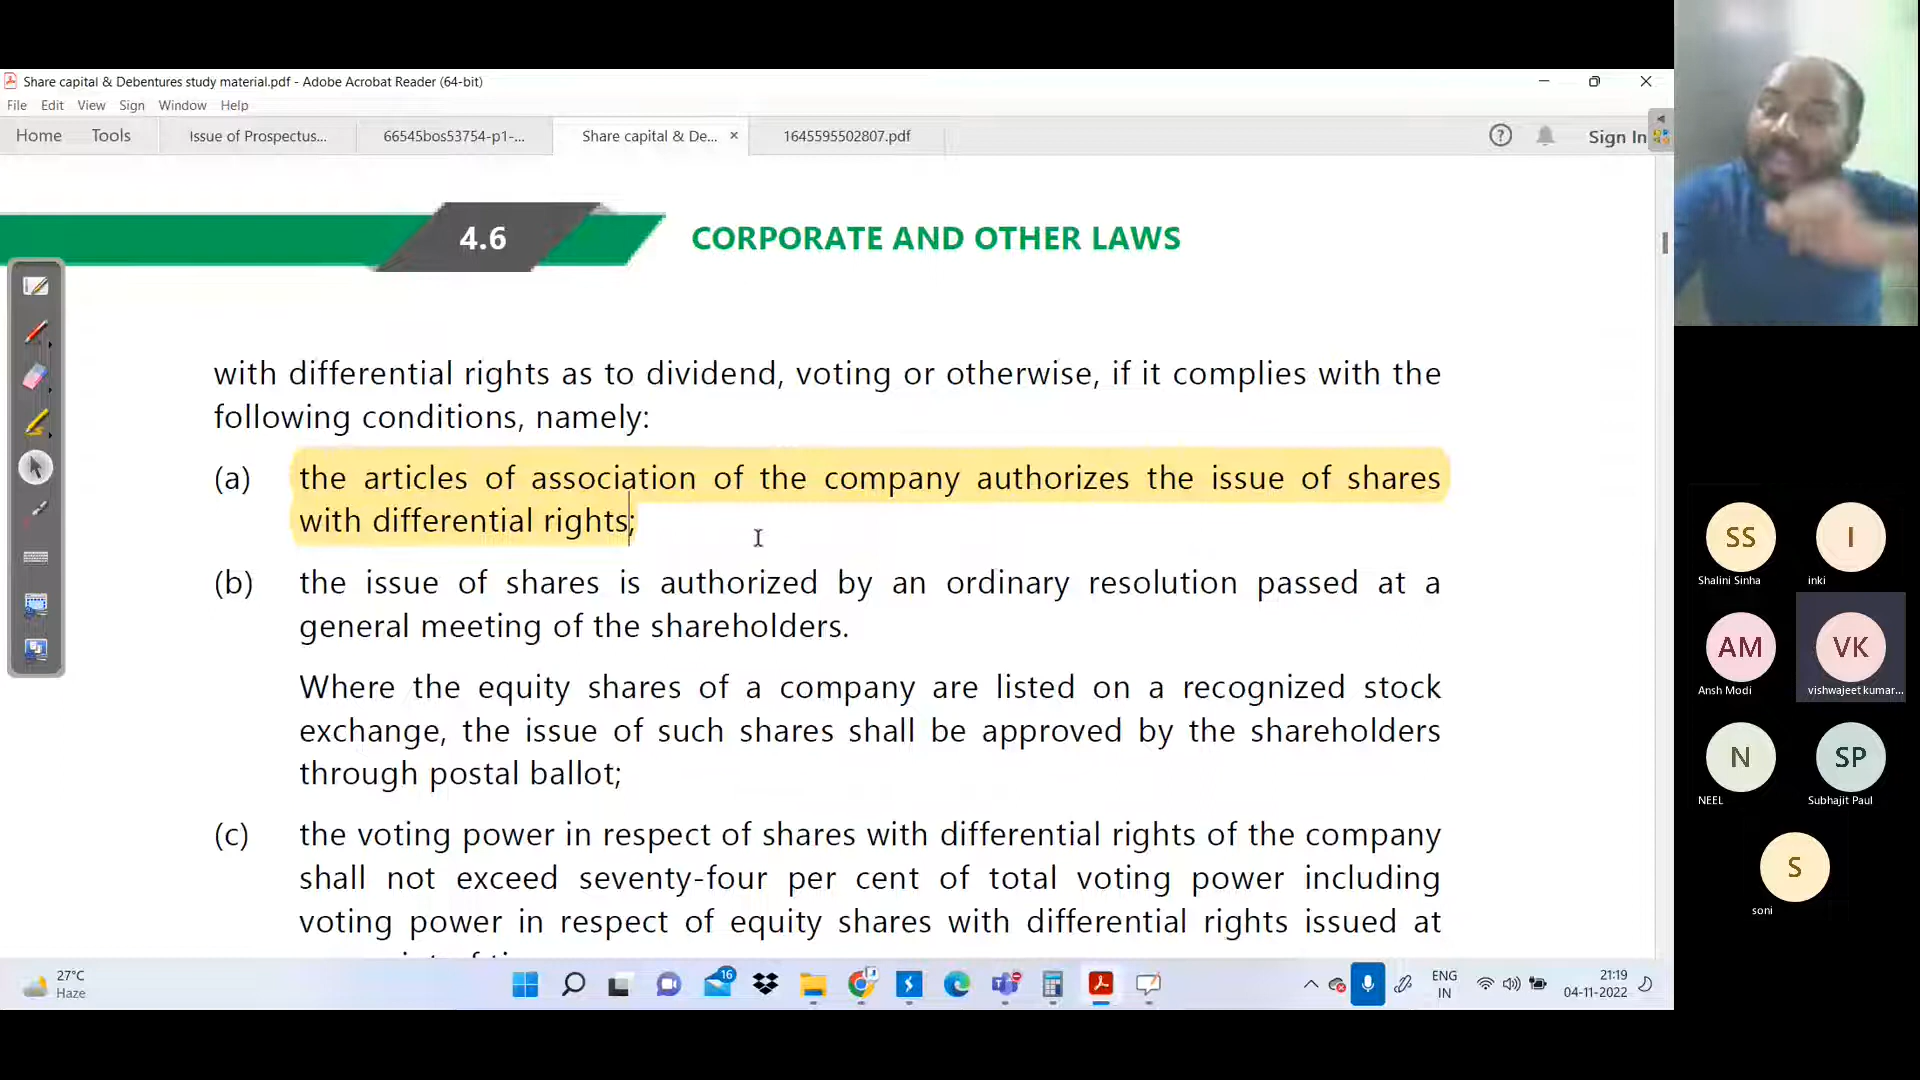 Share capital & Debentures study material.pdf - Adobe Acrobat Reader (64-bit)
File Edit View Sign Window Help
Home Tools Issue of Prospectus... 66545bos53754-p1-... Share capital & De... × 1645595502807.pdf Sign In
4.6 CORPORATE AND OTHER LAWS
with differential rights as to dividend, voting or otherwise, if it complies with the
following conditions, namely:
(a) the articles of association of the company authorizes the issue of shares
with differential rights;
(b) the issue of shares is authorized by an ordinary resolution passed at a
general meeting of the shareholders.
Where the equity shares of a company are listed on a recognized stock
exchange, the issue of such shares shall be approved by the shareholders
through postal ballot;
(c) the voting power in respect of shares with differential rights of the company
shall not exceed seventy-four per cent of total voting power including
voting power in respect of equity shares with differential rights issued at
SS I
Shalini Sinha inki
AM VK
Ansh Modi vishwajeet kumar...
N SP
NEEL Subhajit Paul
S
soni
27°C
Haze
16
ENG
IN
21:19
04-11-2022